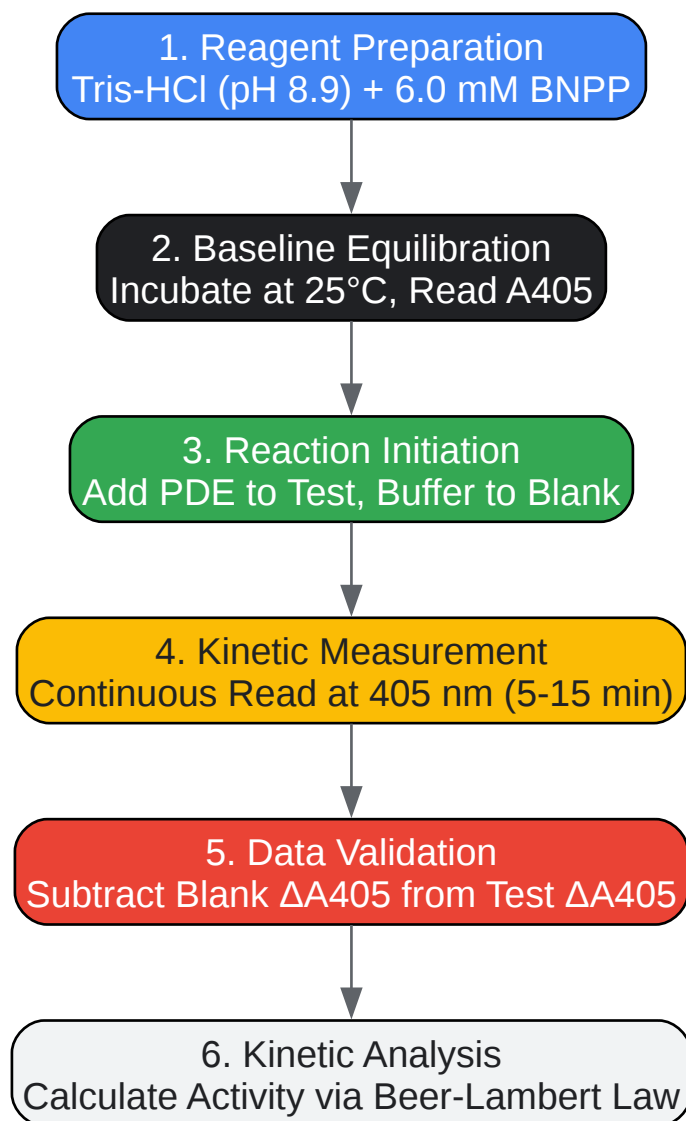 1. Reagent Preparation
Tris-HCl (pH 8.9) + 6.0 mM BNPP
2. Baseline Equilibration
Incubate at 25°C, Read A405
3. Reaction Initiation
Add PDE to Test, Buffer to Blank
4. Kinetic Measurement
Continuous Read at 405 nm (5-15 min)
5. Data Validation
Subtract Blank ΔA405 from Test ΔA405
6. Kinetic Analysis
Calculate Activity via Beer-Lambert Law